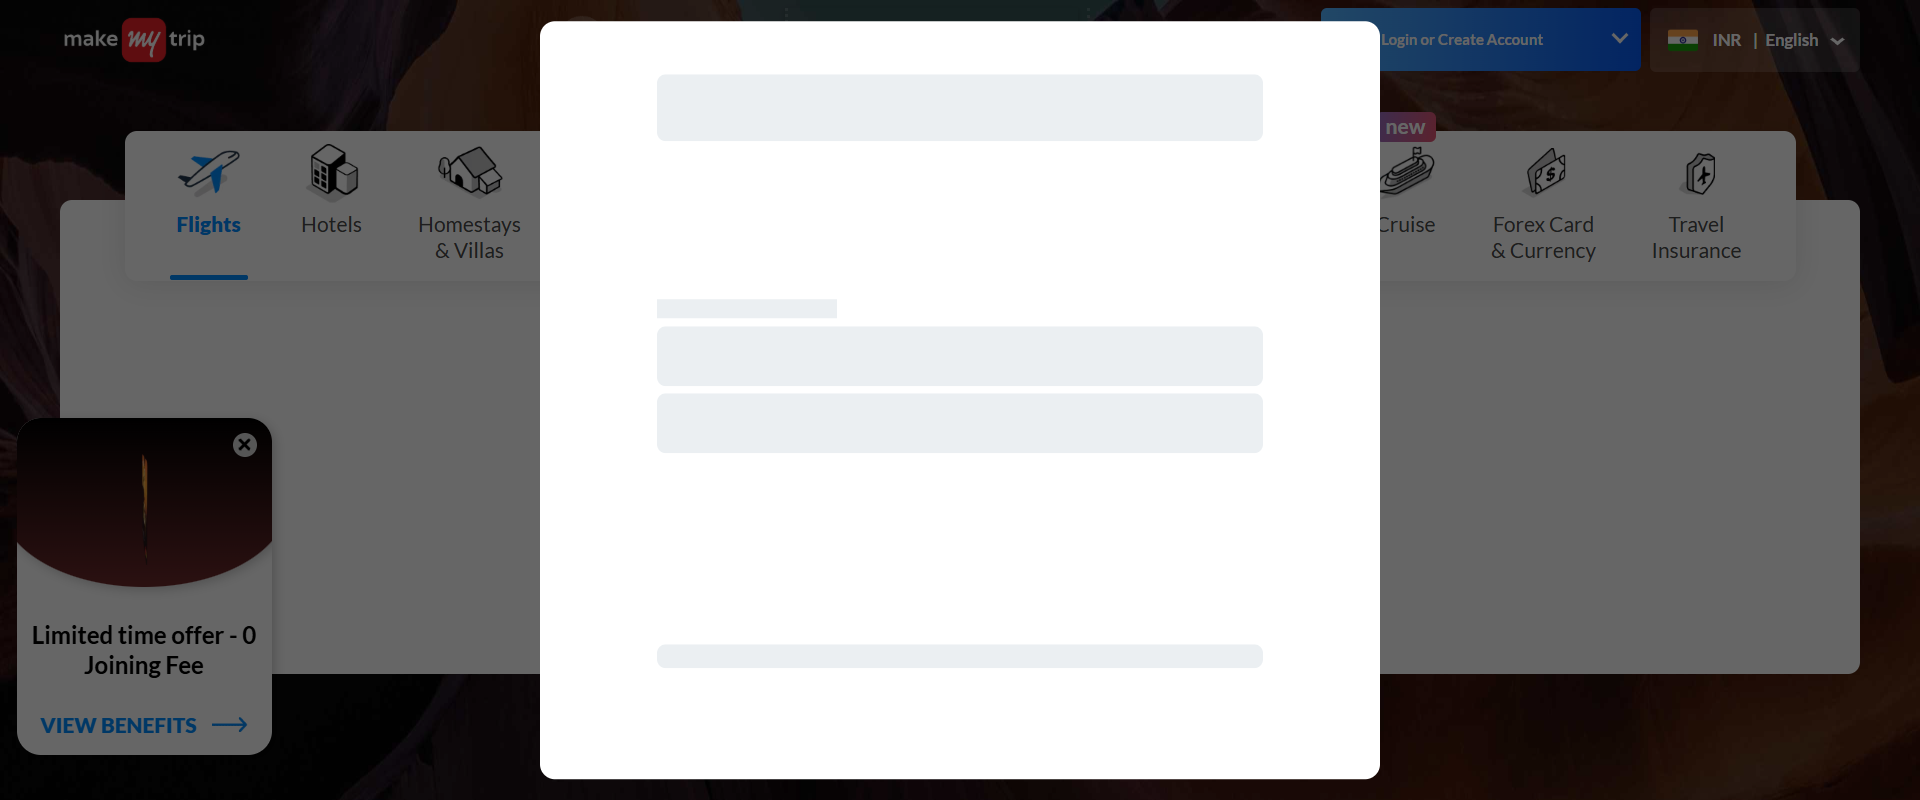 make my trip
Login or Create Account
INR | English
new
Flights
Hotels
Homestays
& Villas
Cruise
Forex Card
& Currency
Travel
Insurance
Limited time offer - 0
Joining Fee
VIEW BENEFITS